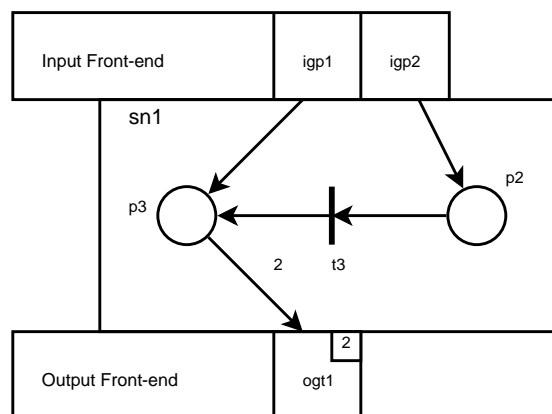 Input Front-end igp1 igp2
sn1
p2
p3
2 t3
2
Output Front-end ogt1